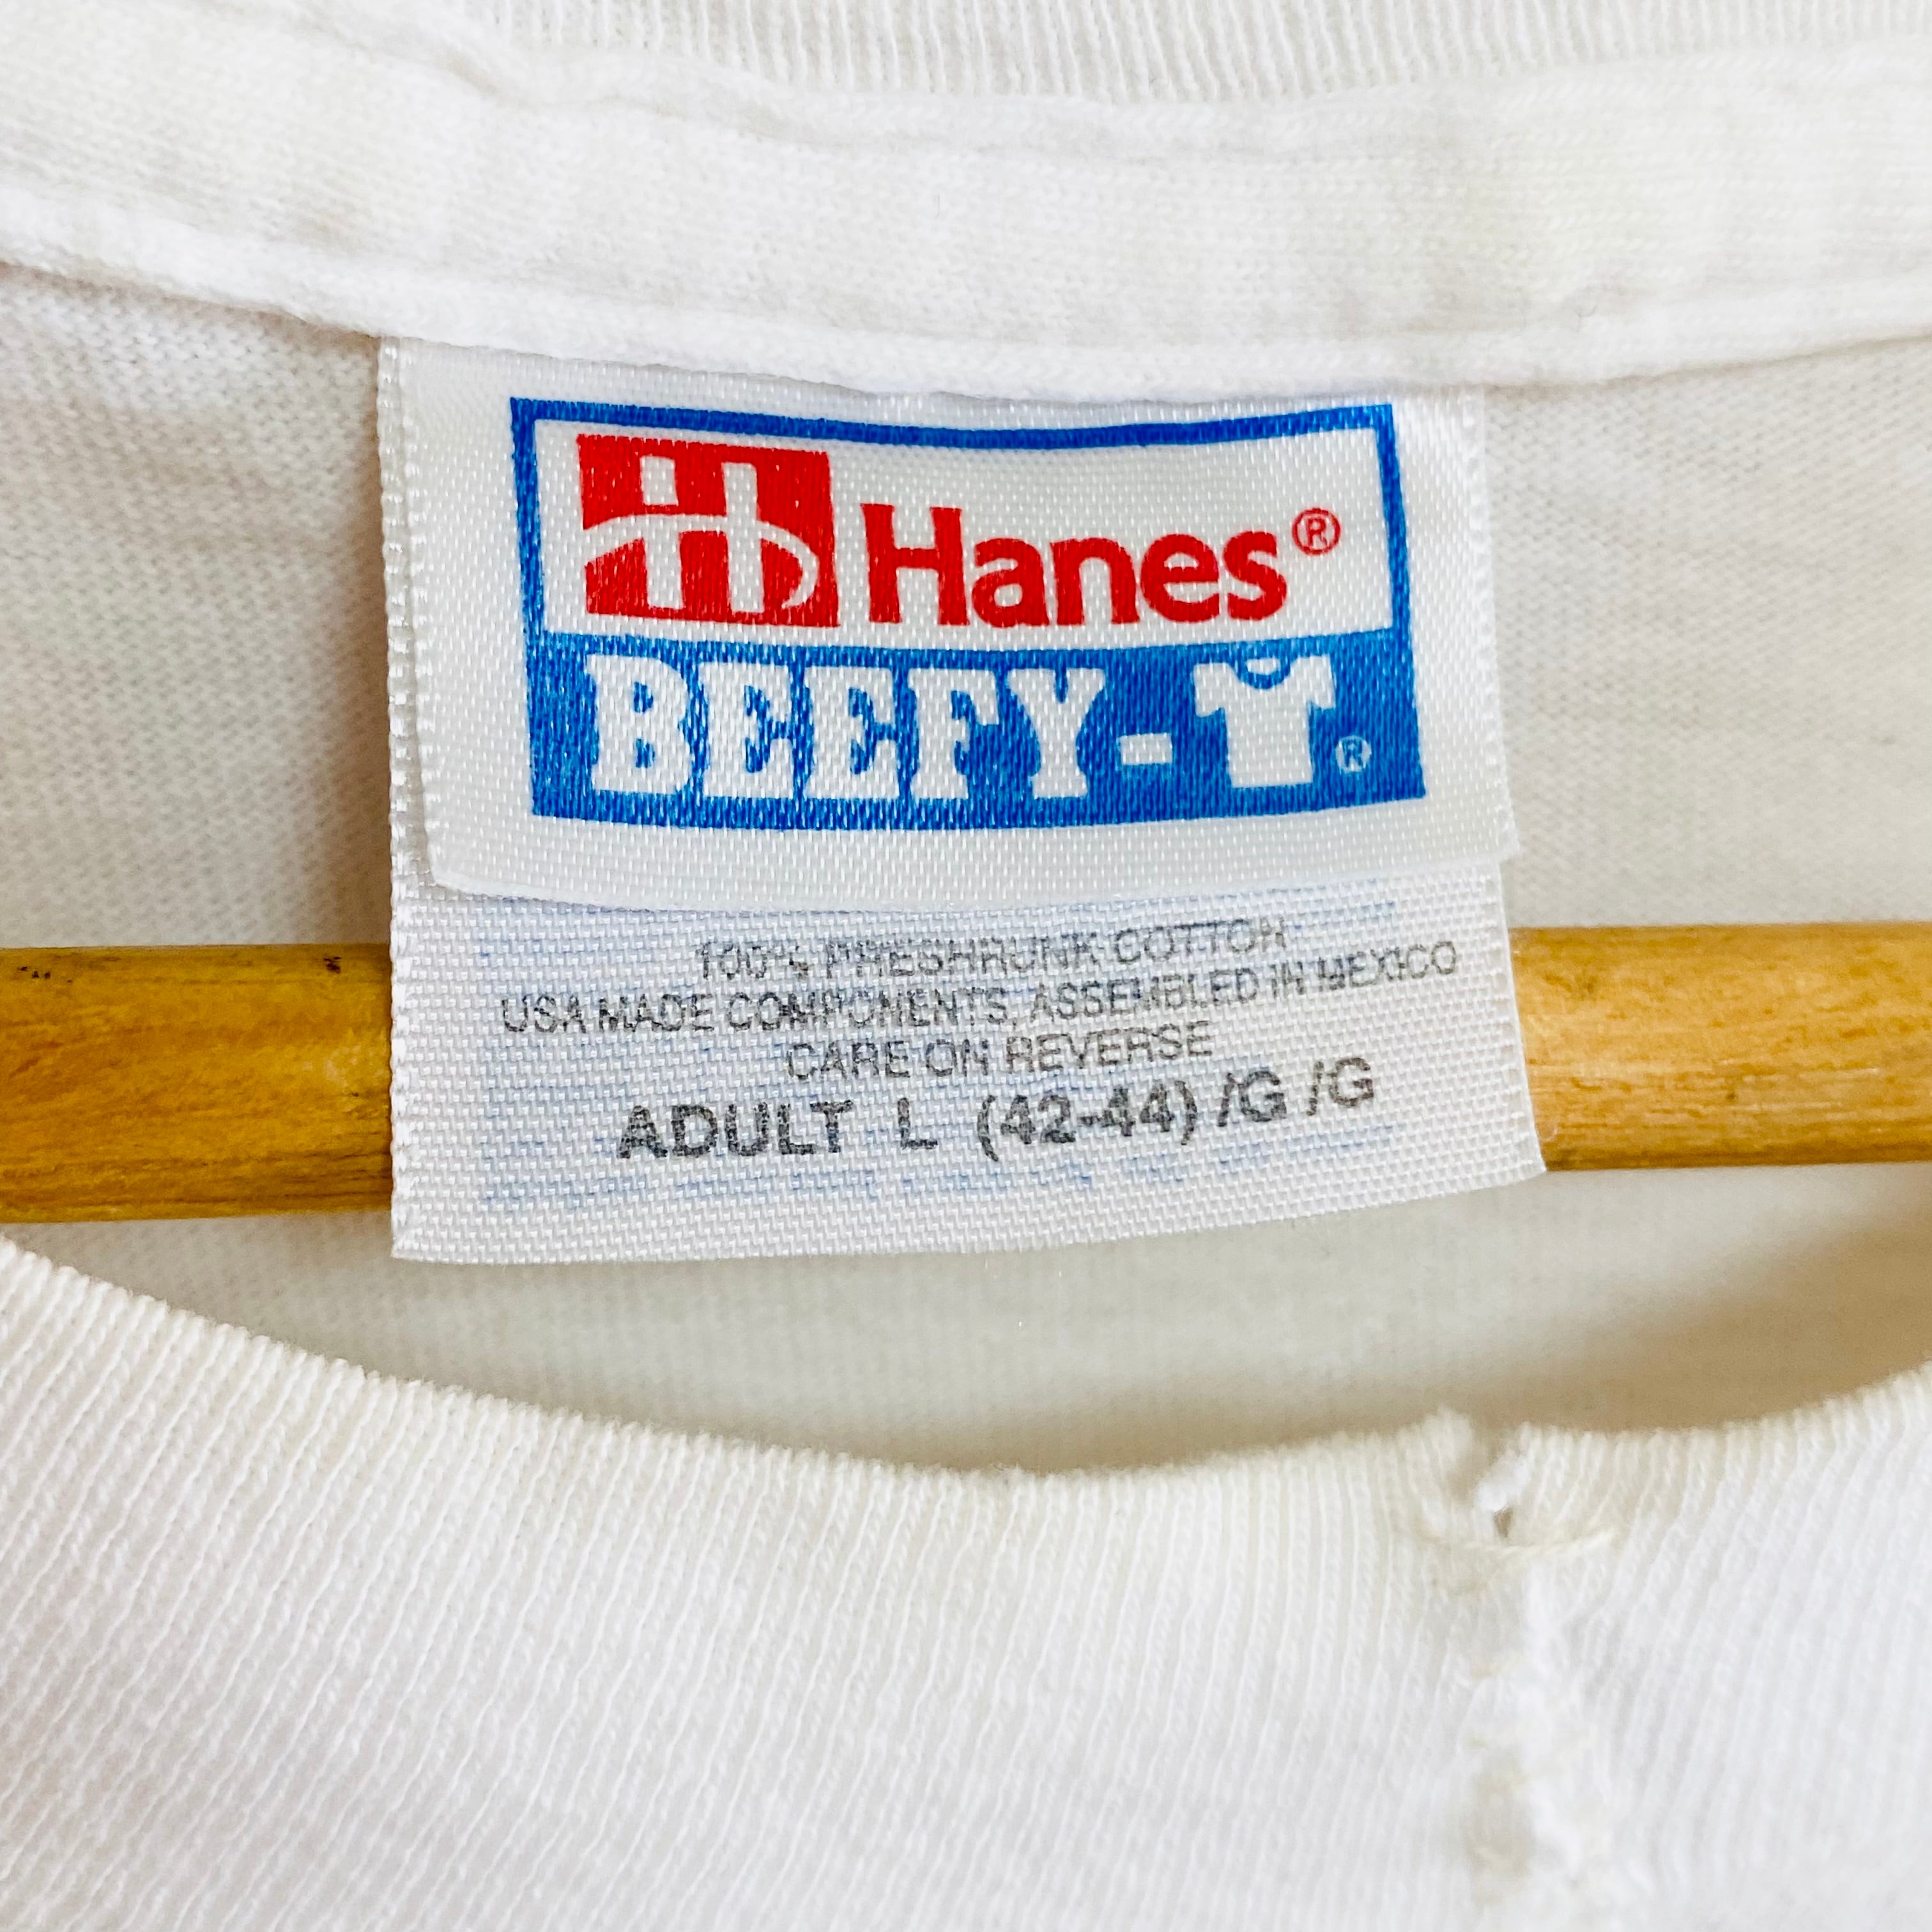 H Hanes®
BEEFY-T®
100% PRESHRUNK COTTON
USA MADE COMPONENTS, ASSEMBLED IN MEXICO
CARE ON REVERSE
ADULT L (42-44) /G /G